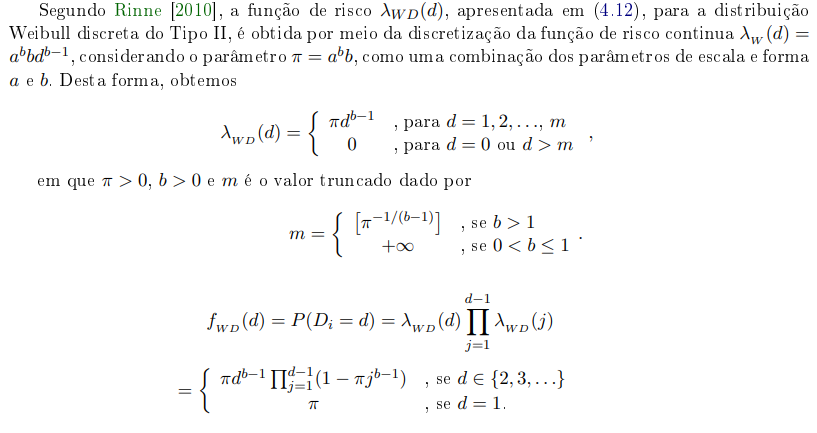 Segundo Rinne [2010], a função de risco λ_{WD}(d), apresentada em (4.12), para a distribuição
Weibull discreta do Tipo II, é obtida por meio da discretização da função de risco continua λ_W(d) =
a^b bd^{b−1}, considerando o parâmetro π = a^b b, como uma combinação dos parâmetros de escala e forma
a e b. Desta forma, obtemos
λ_{WD}(d) = { πd^{b−1} , para d = 1, 2, . . . , m
0 , para d = 0 ou d > m ,
em que π > 0, b > 0 e m é o valor truncado dado por
m = { [π^{−1/(b−1)}] , se b > 1
+∞ , se 0 < b ≤ 1 .
f_{WD}(d) = P(D_i = d) = λ_{WD}(d) ∏_{j=1}^{d−1} λ_{WD}(j)
= { πd^{b−1} ∏_{j=1}^{d−1}(1 − πj^{b−1}) , se d ∈ {2, 3, . . .}
π , se d = 1.